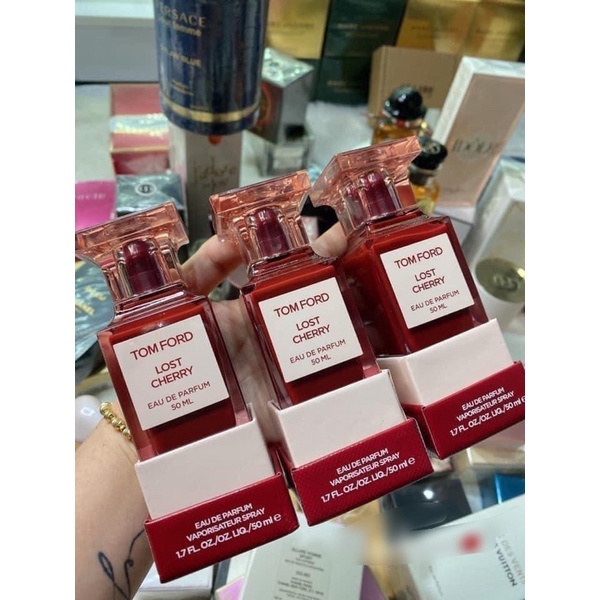 VERSACE
TOM FORD
LOST
CHERRY
EAU DE PARFUM
50 ML
EAU DE PARFUM
VAPORISATEUR SPRAY
1.7 FL. OZ./OZ. LIQ./50 ml e
TOM FORD
LOST
CHERRY
EAU DE PARFUM
50 ML
EAU DE PARFUM
VAPORISATEUR SPRAY
1.7 FL. OZ./OZ. LIQ./50 ml e
TOM FORD
LOST
CHERRY
EAU DE PARFUM
50 ML
EAU DE PARFUM
VAPORISATEUR SPRAY
1.7 FL. OZ./OZ. LIQ./50 ml e
IDÔLE
VUITTON